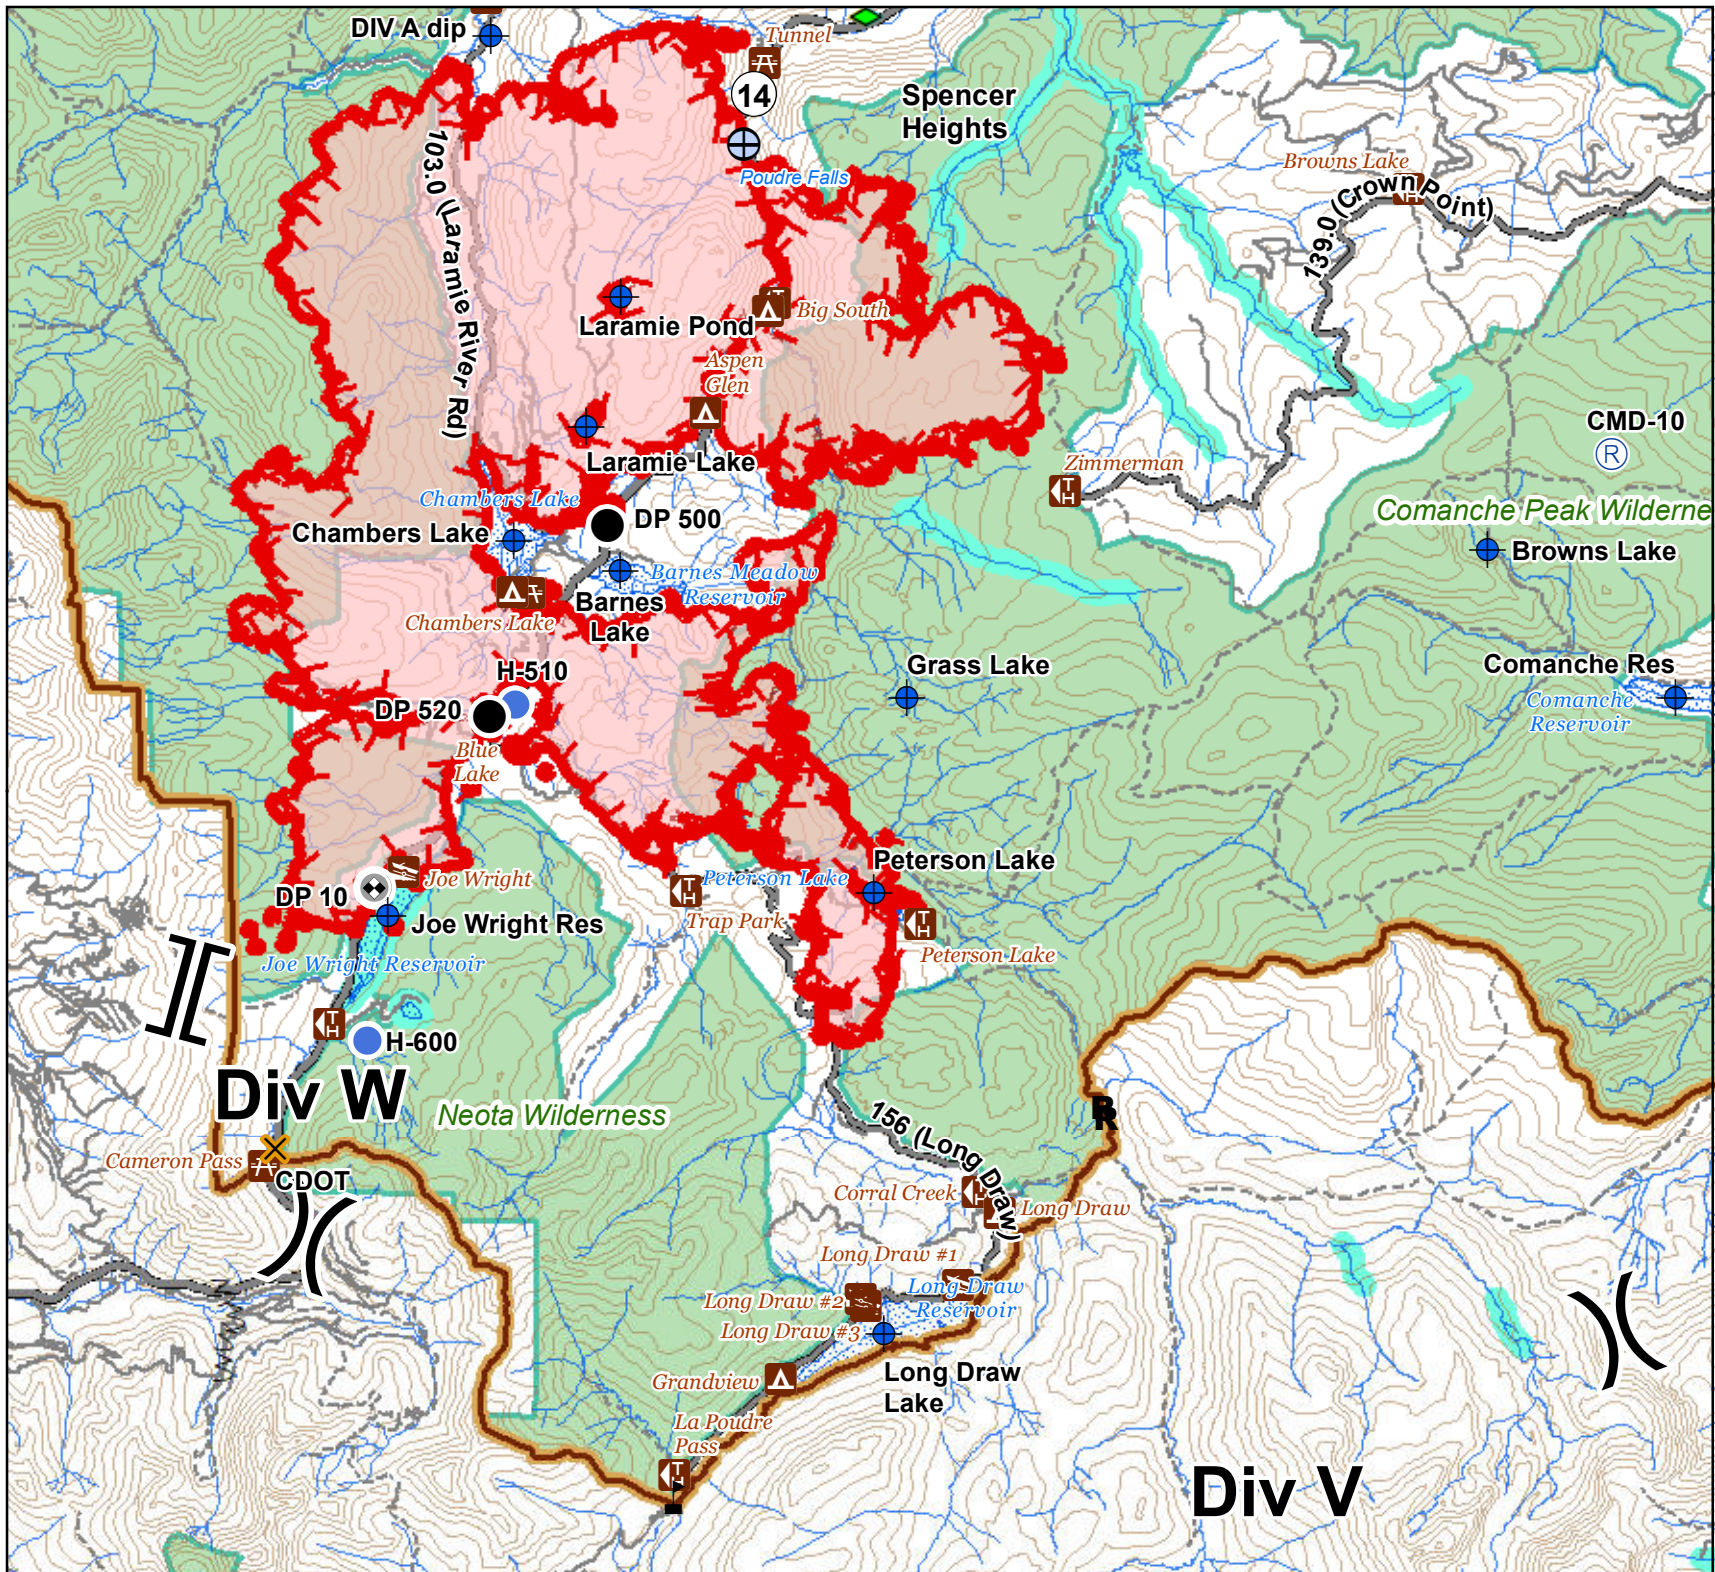 DIV A dip
Tunnel
14
Spencer
Heights
Poudre Falls
Browns Lake
139.0 (Crown Point)
103.0 (Laramie River Rd)
Laramie Pond
Big South
Aspen
Glen
CMD-10
R
Laramie Lake
Zimmerman
Chambers Lake
Comanche Peak Wilderne
DP 500
Chambers Lake
Browns Lake
Barnes Meadow
Reservoir
Barnes
Lake
Chambers Lake
H-510
Grass Lake
Comanche Res
Comanche
Reservoir
DP 520
Blue
Lake
Peterson Lake
Peterson Lake
Joe Wright
DP 10
Trap Park
Joe Wright Res
Peterson Lake
Joe Wright Reservoir
TH
H-600
Div W
Neota Wilderness
156 (Long Draw)
R
Cameron Pass
CDOT
Corral Creek
Long Draw
Long Draw #1
Long Draw
Reservoir
Long Draw #2
Long Draw #3
Long Draw
Lake
Grandview
La Poudre
Pass
Div V